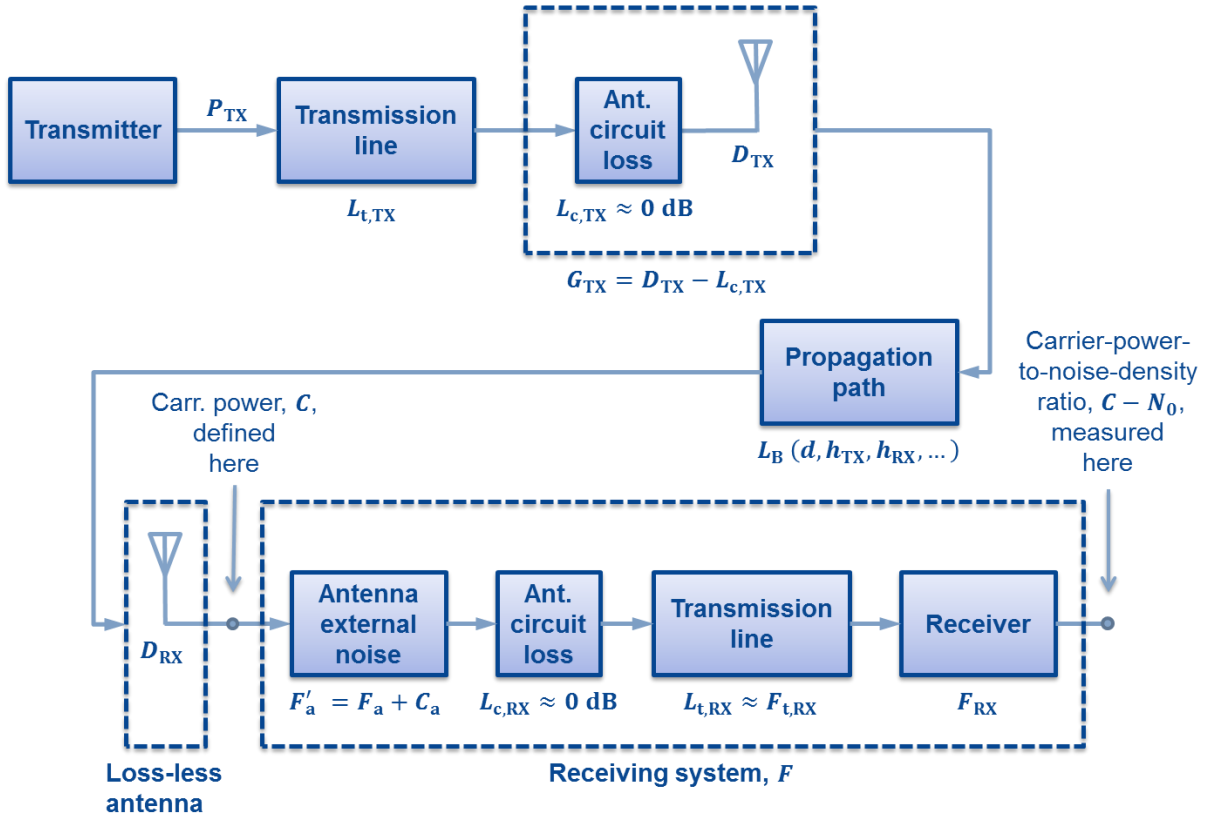 Transmitter
P_TX
Transmission
line
L_t,TX
Ant.
circuit
loss
L_c,TX ≈ 0 dB
D_TX
G_TX = D_TX − L_c,TX
Propagation
path
L_B (d, h_TX, h_RX, …)
Carrier-power-
to-noise-density
ratio, C − N_0,
measured
here
Carr. power, C,
defined
here
D_RX
Loss-less
antenna
Antenna
external
noise
F′_a = F_a + C_a
Ant.
circuit
loss
L_c,RX ≈ 0 dB
Transmission
line
L_t,RX ≈ F_t,RX
Receiver
F_RX
Receiving system, F